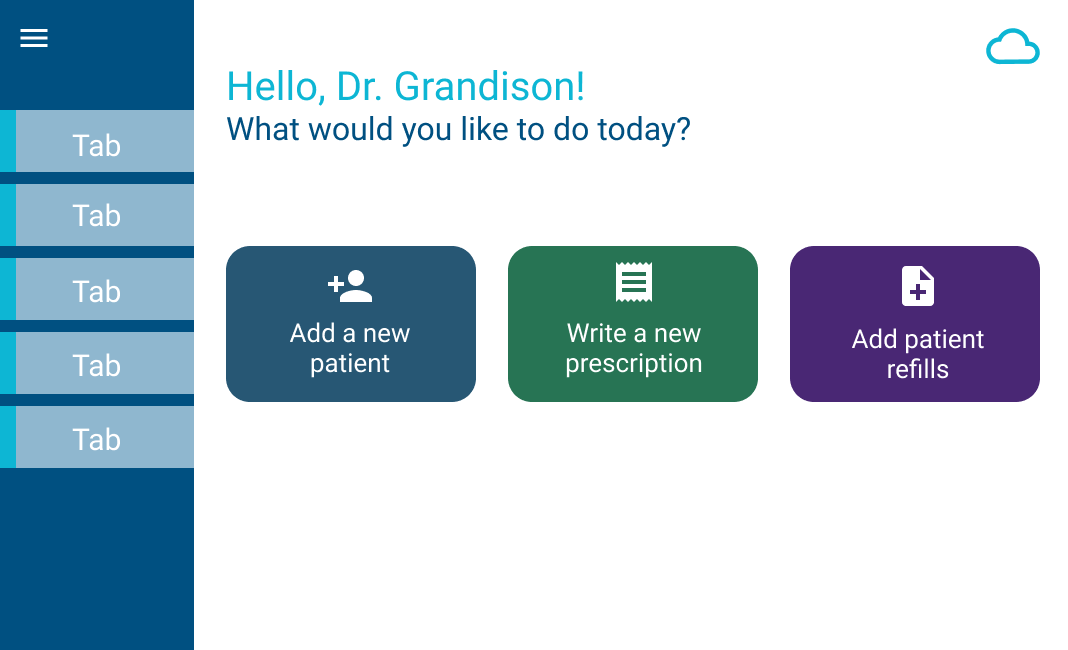 Hello, Dr. Grandison!
What would you like to do today?
Tab
Tab
Tab
Tab
Tab
Add a new
patient
Write a new
prescription
Add patient
refills